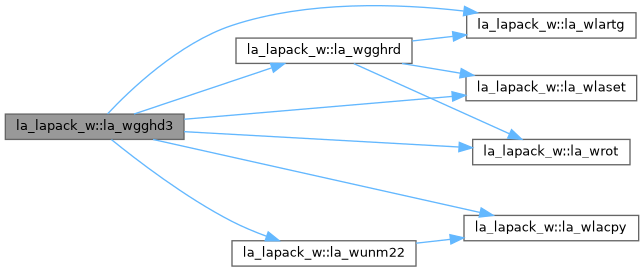 la_lapack_w::la_wgghd3
la_lapack_w::la_wgghrd
la_lapack_w::la_wunm22
la_lapack_w::la_wlartg
la_lapack_w::la_wlaset
la_lapack_w::la_wrot
la_lapack_w::la_wlacpy